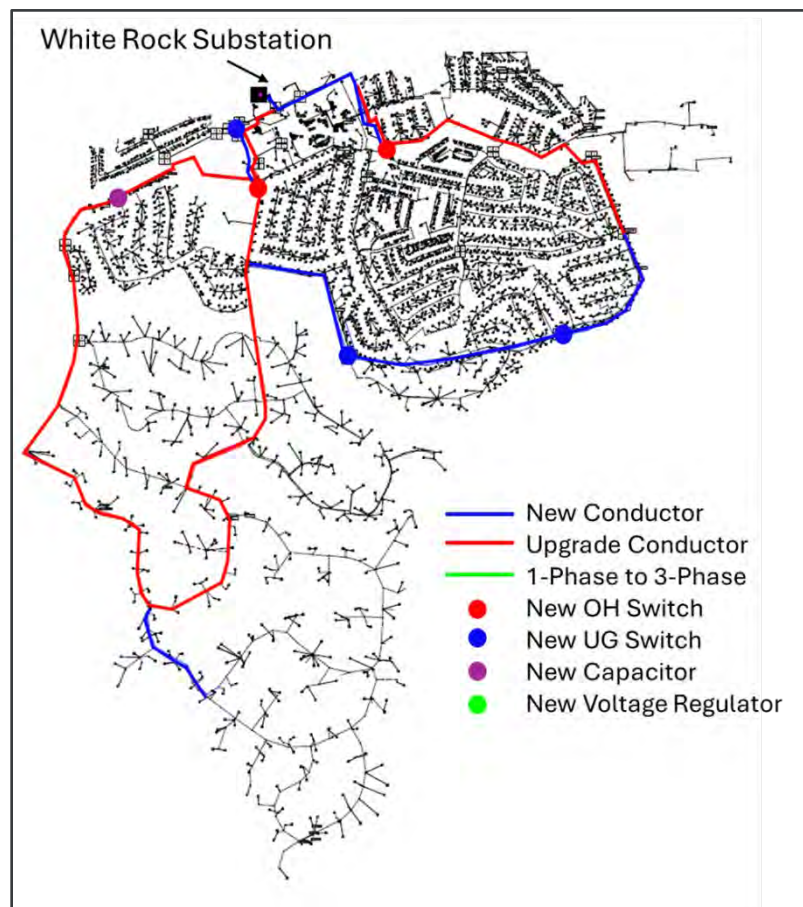 White Rock Substation
New Conductor
Upgrade Conductor
1-Phase to 3-Phase
New OH Switch
New UG Switch
New Capacitor
New Voltage Regulator